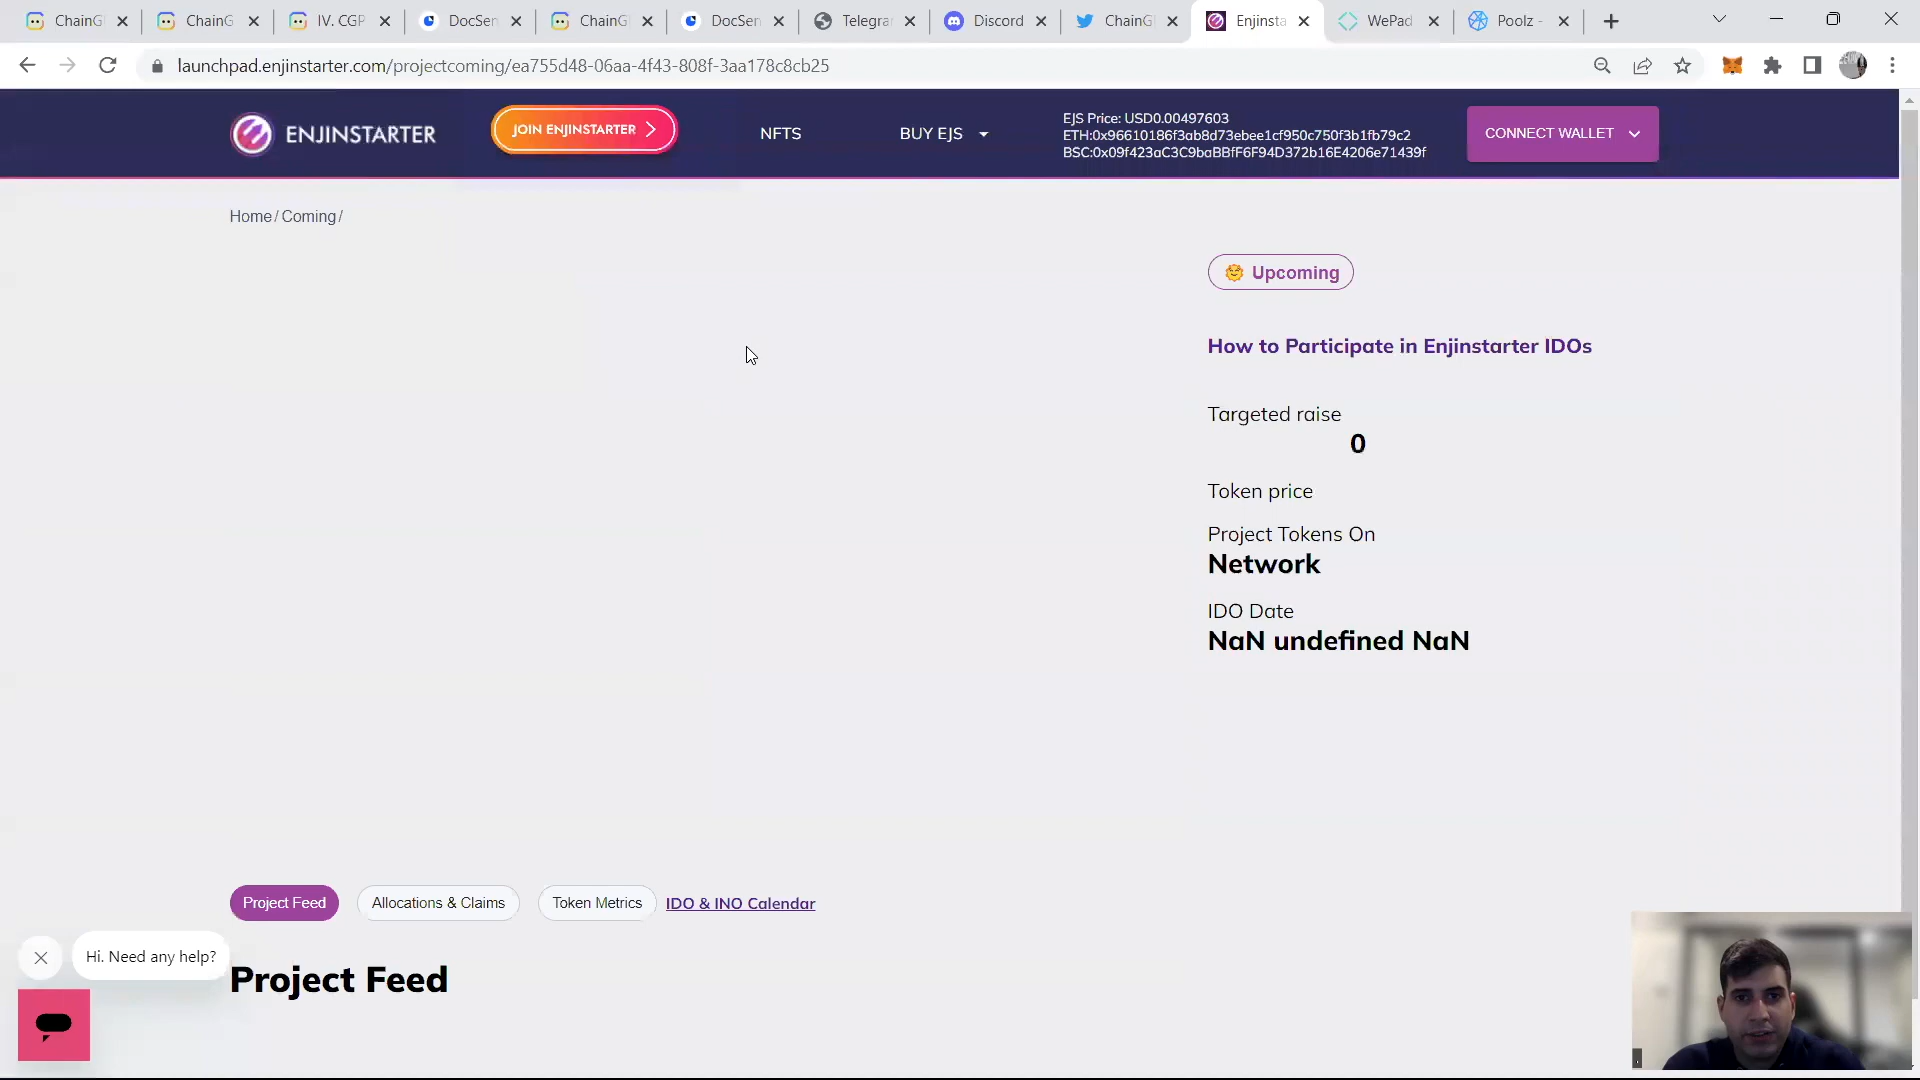 ChainG
ChainG
IV. CGP
DocSen
ChainG
DocSen
Telegra
Discord
ChainG
Enjinsta
WePad
Poolz -
launchpad.enjinstarter.com/projectcoming/ea755d48-06aa-4f43-808f-3aa178c8cb25
ENJINSTARTER
JOIN ENJINSTARTER
NFTS
BUY EJS
EJS Price: USD0.00497603
ETH:0x96610186f3ab8d73ebee1cf950c750f3b1fb79c2
BSC:0x09f423aC3C9baBBfF6F94D372b16E4206e71439f
CONNECT WALLET
Home / Coming /
Upcoming
How to Participate in Enjinstarter IDOs
Targeted raise
0
Token price
Project Tokens On
Network
IDO Date
NaN undefined NaN
Project Feed
Allocations & Claims
Token Metrics
IDO & INO Calendar
Hi. Need any help?
Project Feed